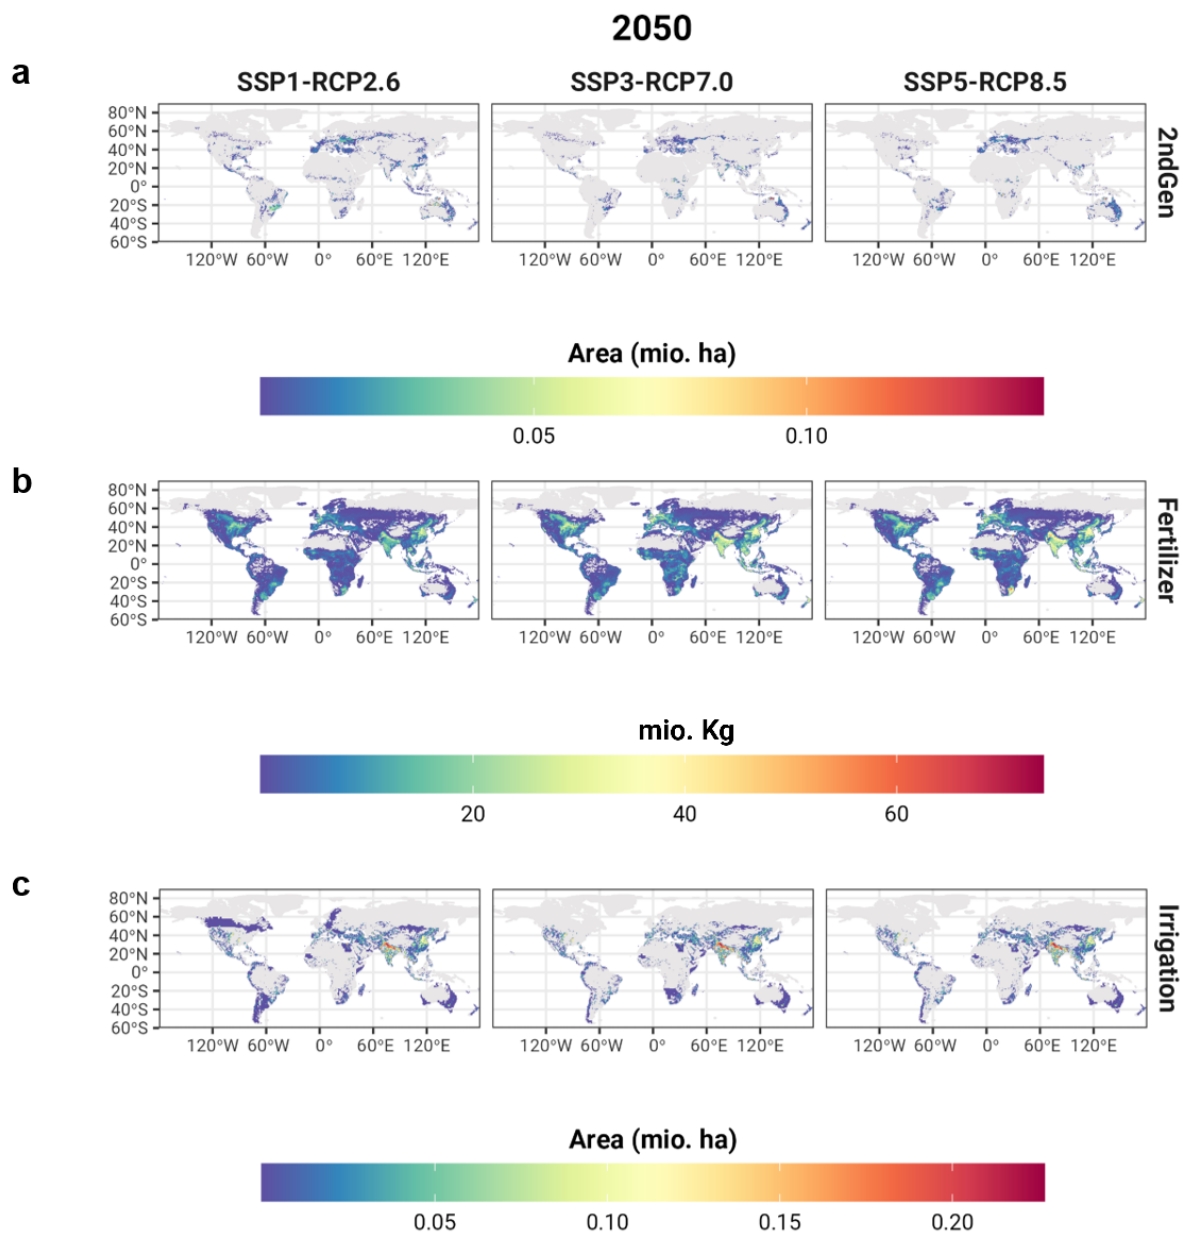 2050
a
SSP1-RCP2.6 SSP3-RCP7.0 SSP5-RCP8.5
80°N
60°N
40°N
20°N
0°
20°S
40°S
60°S
2ndGen
120°W 60°W 0° 60°E 120°E 120°W 60°W 0° 60°E 120°E 120°W 60°W 0° 60°E 120°E
Area (mio. ha)
0.05 0.10
b
80°N
60°N
40°N
20°N
0°
20°S
40°S
60°S
Fertilizer
120°W 60°W 0° 60°E 120°E 120°W 60°W 0° 60°E 120°E 120°W 60°W 0° 60°E 120°E
mio. Kg
20 40 60
c
80°N
60°N
40°N
20°N
0°
20°S
40°S
60°S
Irrigation
120°W 60°W 0° 60°E 120°E 120°W 60°W 0° 60°E 120°E 120°W 60°W 0° 60°E 120°E
Area (mio. ha)
0.05 0.10 0.15 0.20